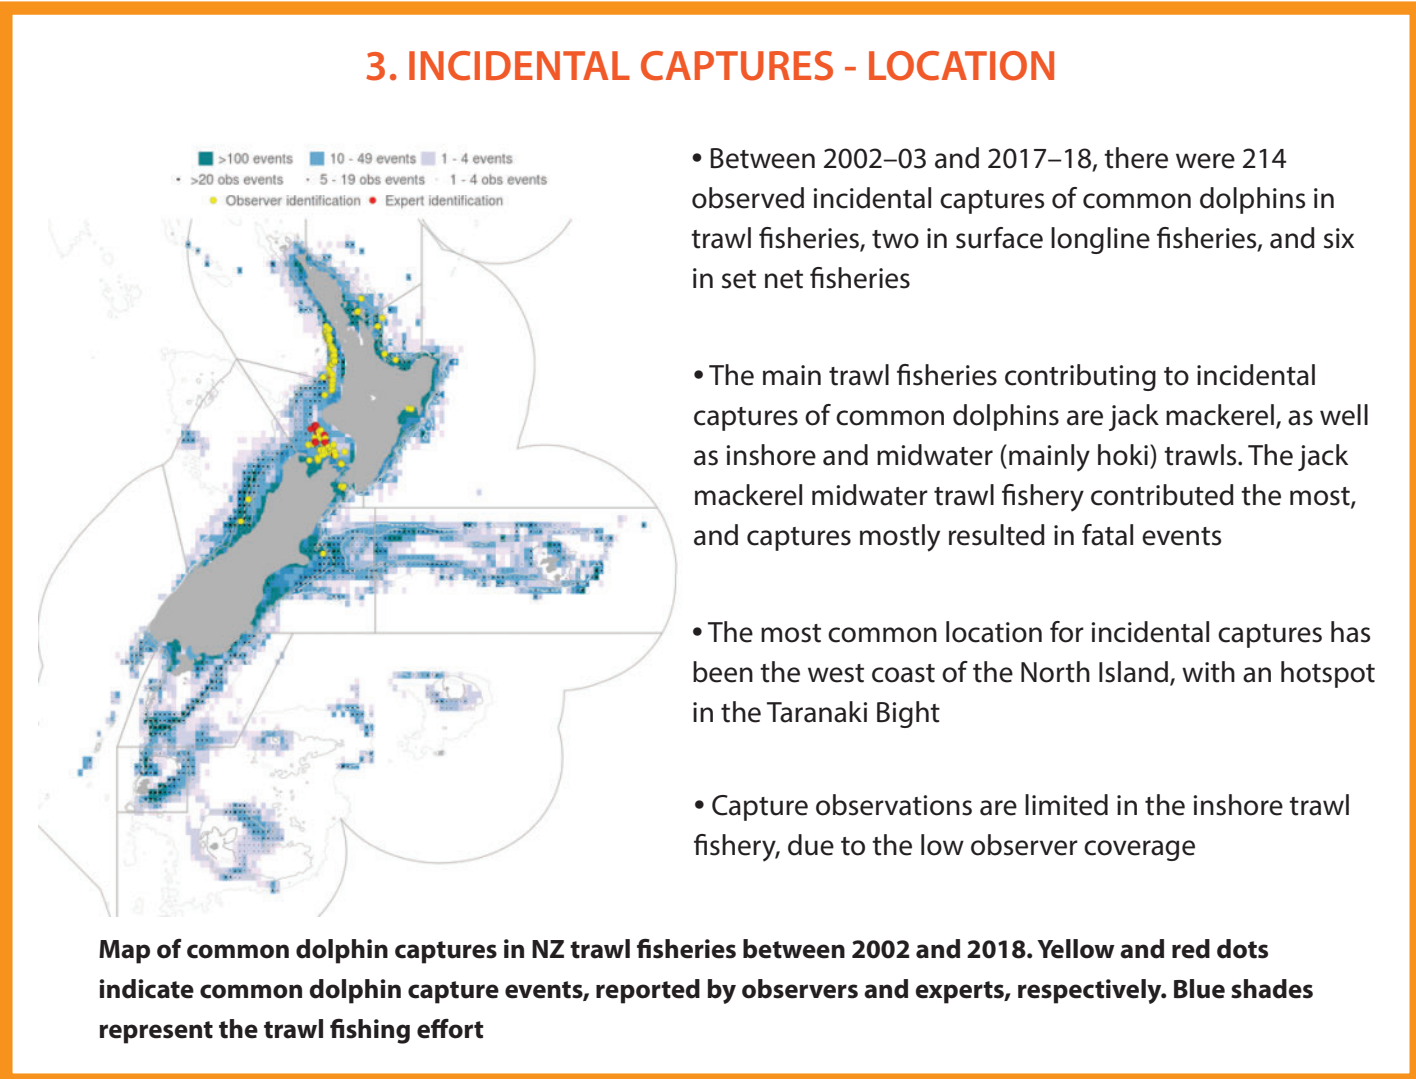 3. INCIDENTAL CAPTURES - LOCATION
>100 events 10 - 49 events 1 - 4 events
>20 obs events 5 - 19 obs events 1 - 4 obs events
Observer identification Expert identification
• Between 2002–03 and 2017–18, there were 214
observed incidental captures of common dolphins in
trawl fisheries, two in surface longline fisheries, and six
in set net fisheries
• The main trawl fisheries contributing to incidental
captures of common dolphins are jack mackerel, as well
as inshore and midwater (mainly hoki) trawls. The jack
mackerel midwater trawl fishery contributed the most,
and captures mostly resulted in fatal events
• The most common location for incidental captures has
been the west coast of the North Island, with an hotspot
in the Taranaki Bight
• Capture observations are limited in the inshore trawl
fishery, due to the low observer coverage
Map of common dolphin captures in NZ trawl fisheries between 2002 and 2018. Yellow and red dots
indicate common dolphin capture events, reported by observers and experts, respectively. Blue shades
represent the trawl fishing effort